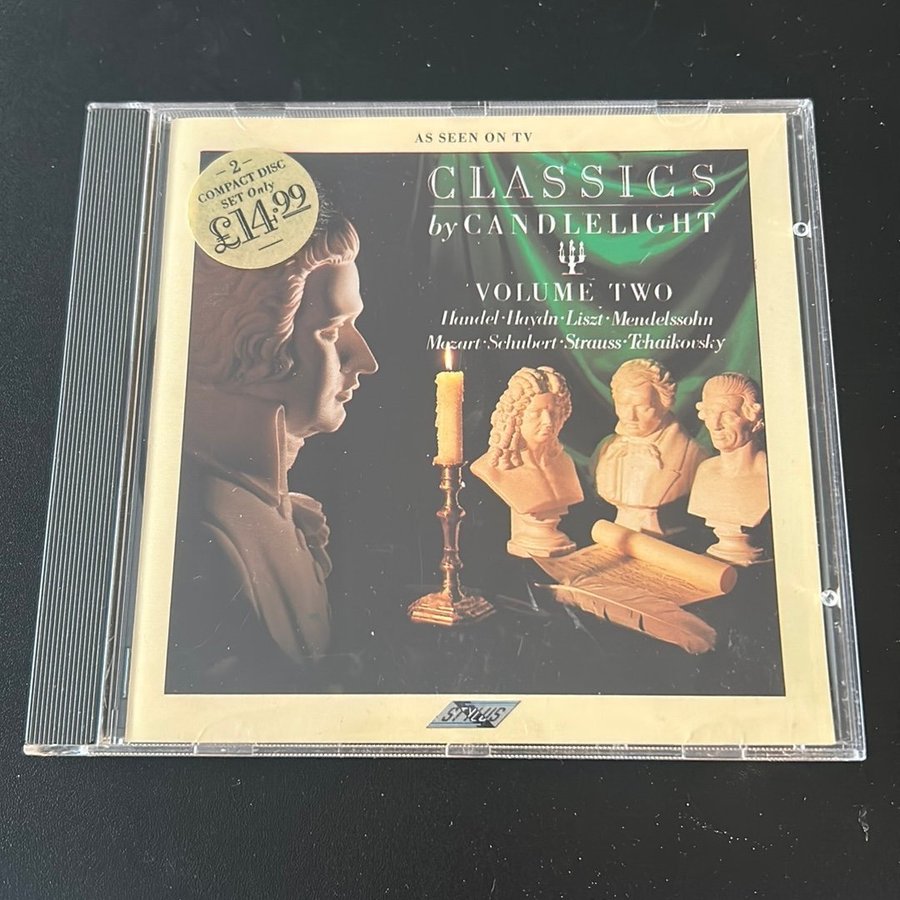 AS SEEN ON TV
- 2 -
COMPACT DISC
SET Only
£14.99
CLASSICS
by CANDLELIGHT
VOLUME TWO
Handel·Haydn·Liszt·Mendelssohn
Mozart·Schubert·Strauss·Tchaikovsky
STYLUS